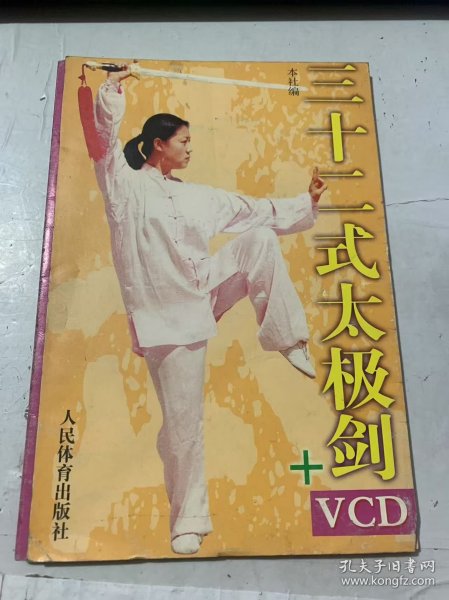 本社编
三十二式太极剑
+
VCD
人民体育出版社
孔夫子旧书网
www.kongfz.com